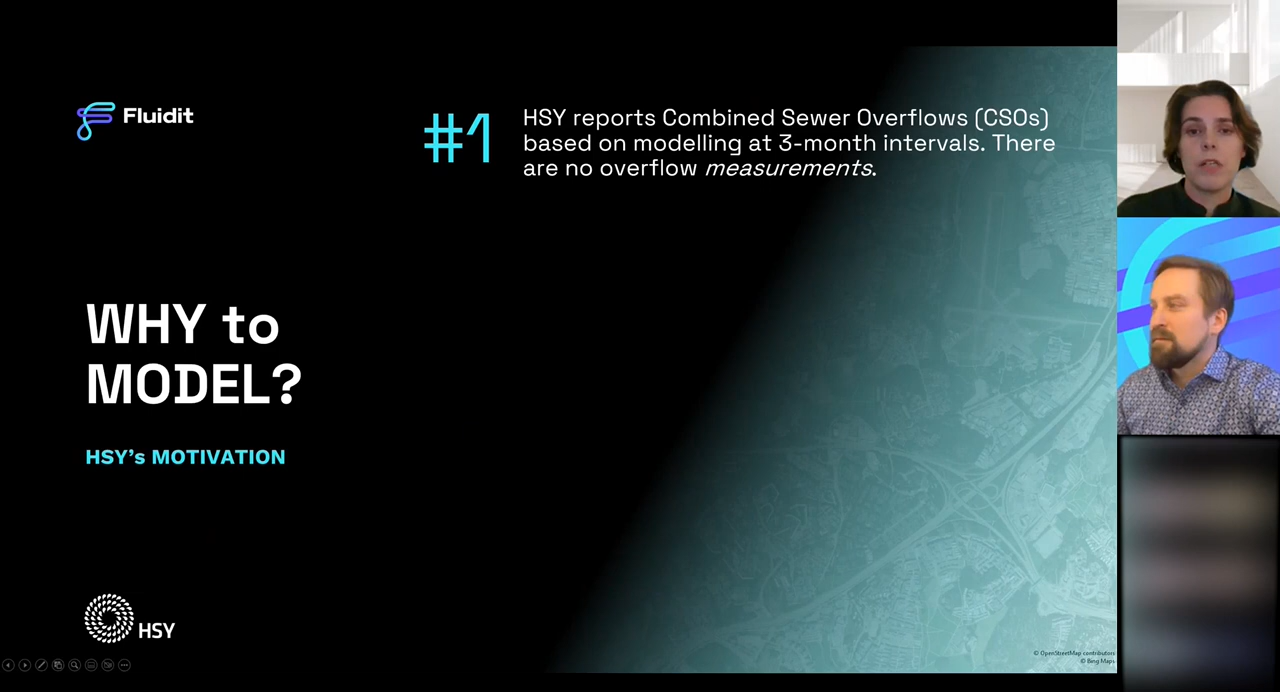 Fluidit
#1
HSY reports Combined Sewer Overflows (CSOs)
based on modelling at 3-month intervals. There
are no overflow measurements.
WHY to
MODEL?
HSY's MOTIVATION
HSY
© OpenStreetMap contributors
© Bing Maps